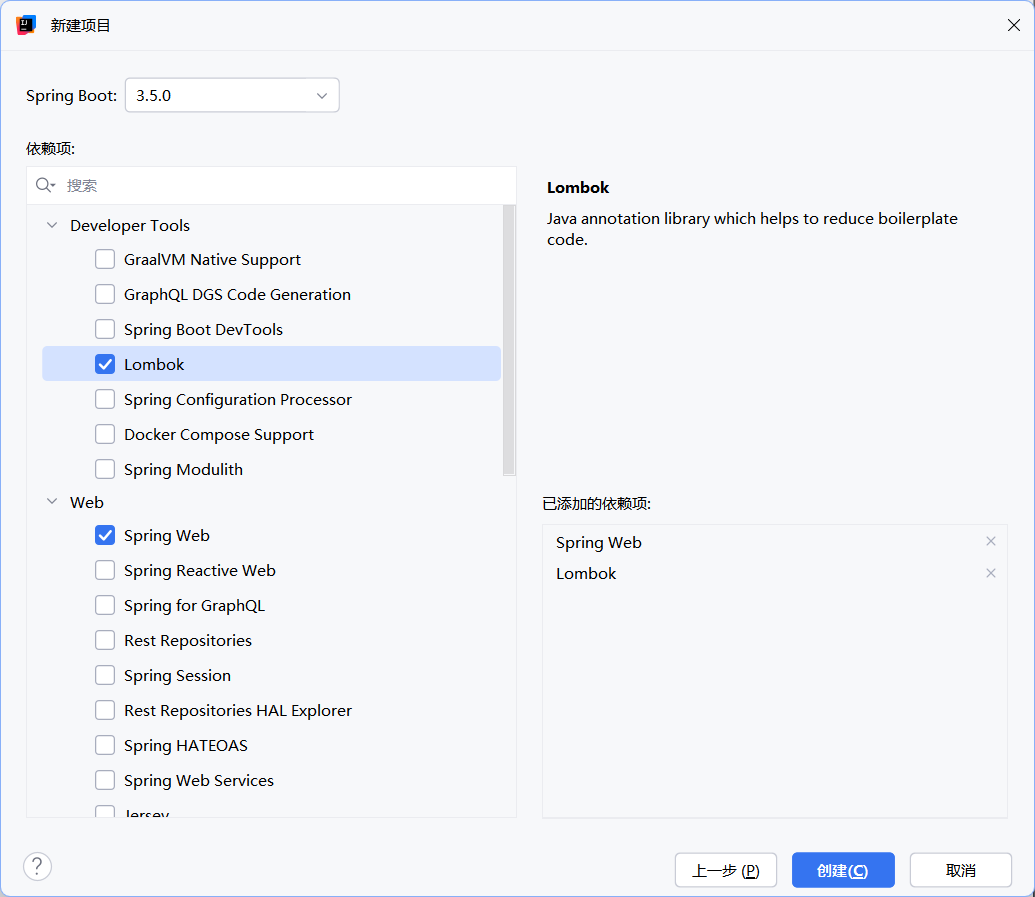 新建项目
Spring Boot: 3.5.0
依赖项:
搜索
Developer Tools
GraalVM Native Support
GraphQL DGS Code Generation
Spring Boot DevTools
Lombok
Spring Configuration Processor
Docker Compose Support
Spring Modulith
Web
Spring Web
Spring Reactive Web
Spring for GraphQL
Rest Repositories
Spring Session
Rest Repositories HAL Explorer
Spring HATEOAS
Spring Web Services
Jersey
Lombok
Java annotation library which helps to reduce boilerplate
code.
已添加的依赖项:
Spring Web
Lombok
?
上一步 (P)
创建(C)
取消